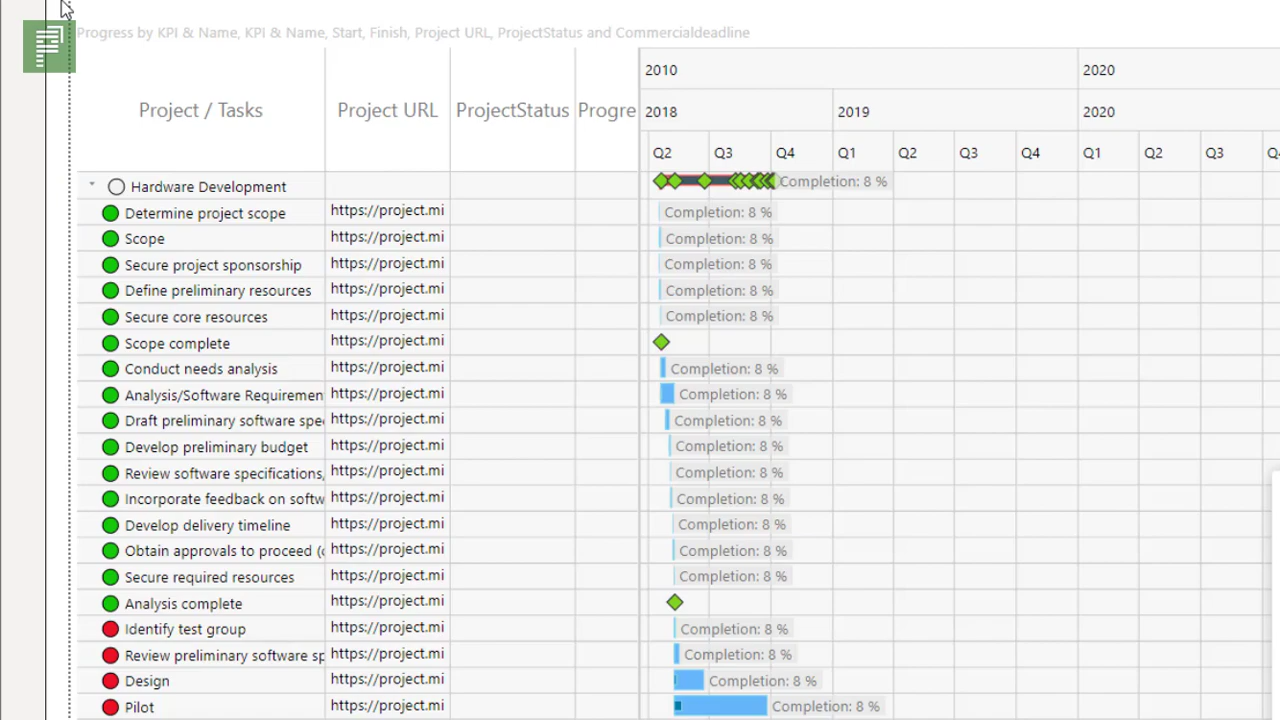 Progress by KPI & Name, KPI & Name, Start, Finish, Project URL, ProjectStatus and Commercialdeadline
2010 2020
Project / Tasks Project URL ProjectStatus Progre 2018 2019 2020
Q2 Q3 Q4 Q1 Q2 Q3 Q4 Q1 Q2 Q3
Hardware Development Completion: 8 %
Determine project scope https://project.mi Completion: 8 %
Scope https://project.mi Completion: 8 %
Secure project sponsorship https://project.mi Completion: 8 %
Define preliminary resources https://project.mi Completion: 8 %
Secure core resources https://project.mi Completion: 8 %
Scope complete https://project.mi
Conduct needs analysis https://project.mi Completion: 8 %
Analysis/Software Requiremen https://project.mi Completion: 8 %
Draft preliminary software spe https://project.mi Completion: 8 %
Develop preliminary budget https://project.mi Completion: 8 %
Review software specifications, https://project.mi Completion: 8 %
Incorporate feedback on softw https://project.mi Completion: 8 %
Develop delivery timeline https://project.mi Completion: 8 %
Obtain approvals to proceed ( https://project.mi Completion: 8 %
Secure required resources https://project.mi Completion: 8 %
Analysis complete https://project.mi
Identify test group https://project.mi Completion: 8 %
Review preliminary software sp https://project.mi Completion: 8 %
Design https://project.mi Completion: 8 %
Pilot https://project.mi Completion: 8 %